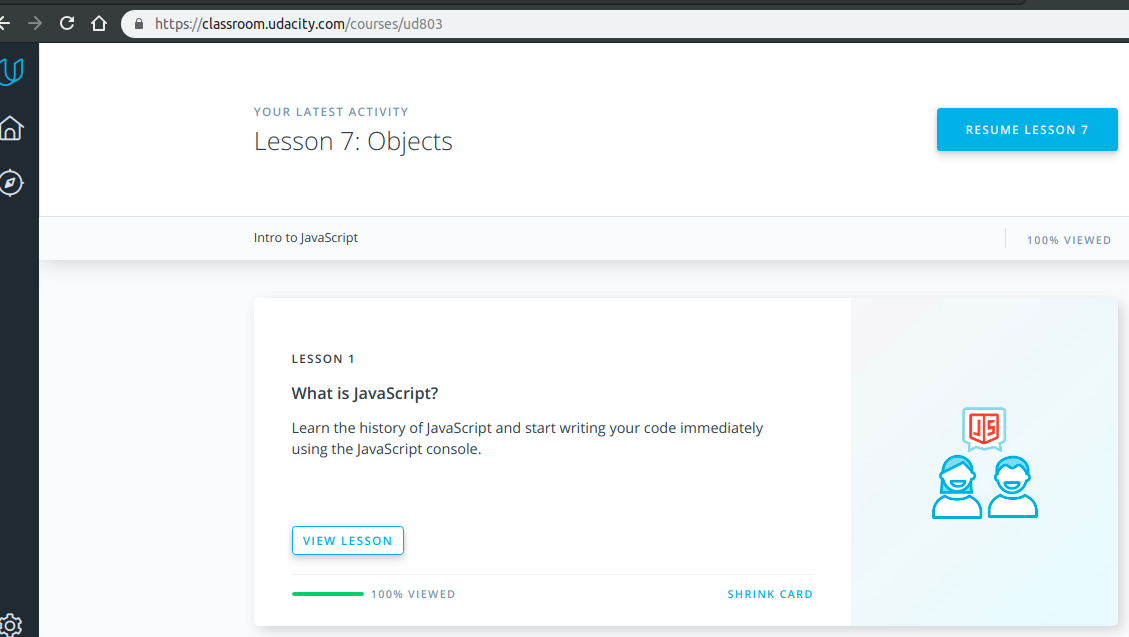 https://classroom.udacity.com/courses/ud803
YOUR LATEST ACTIVITY
Lesson 7: Objects
RESUME LESSON 7
Intro to JavaScript
100% VIEWED
LESSON 1
What is JavaScript?
Learn the history of JavaScript and start writing your code immediately
using the JavaScript console.
JS
VIEW LESSON
100% VIEWED
SHRINK CARD